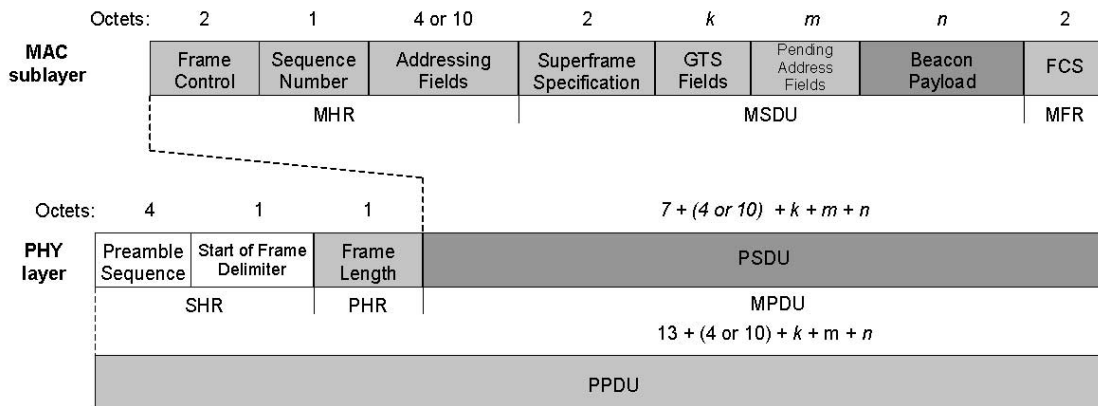 Octets: 2 1 4 or 10 2 k m n 2
MAC sublayer
Frame Control
Sequence Number
Addressing Fields
Superframe Specification
GTS Fields
Pending Address Fields
Beacon Payload
FCS
MHR MSDU MFR
Octets: 4 1 1 7 + (4 or 10) + k + m + n
PHY layer
Preamble Sequence
Start of Frame Delimiter
Frame Length
PSDU
SHR PHR MPDU
13 + (4 or 10) + k + m + n
PPDU